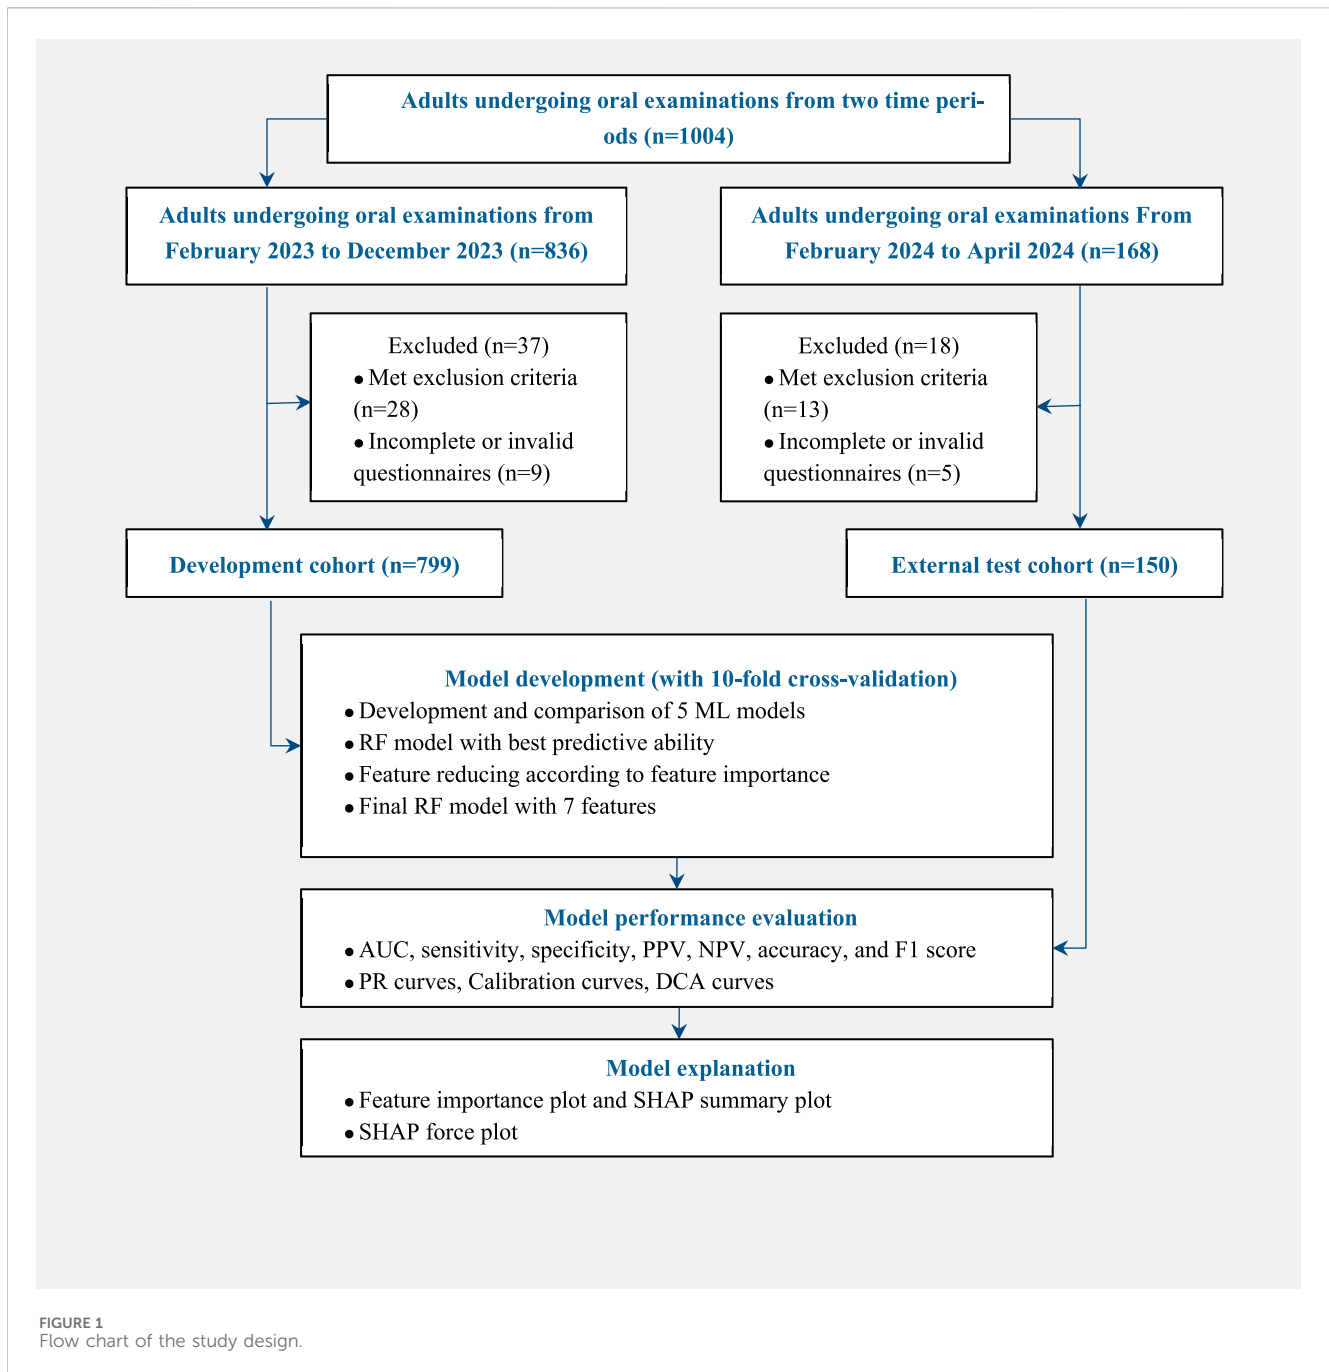 Adults undergoing oral examinations from two time peri-
ods (n=1004)
Adults undergoing oral examinations from
February 2023 to December 2023 (n=836)
Adults undergoing oral examinations From
February 2024 to April 2024 (n=168)
Excluded (n=37)
● Met exclusion criteria
(n=28)
● Incomplete or invalid
questionnaires (n=9)
Excluded (n=18)
● Met exclusion criteria
(n=13)
● Incomplete or invalid
questionnaires (n=5)
Development cohort (n=799)
External test cohort (n=150)
Model development (with 10-fold cross-validation)
● Development and comparison of 5 ML models
● RF model with best predictive ability
● Feature reducing according to feature importance
● Final RF model with 7 features
Model performance evaluation
● AUC, sensitivity, specificity, PPV, NPV, accuracy, and F1 score
● PR curves, Calibration curves, DCA curves
Model explanation
● Feature importance plot and SHAP summary plot
● SHAP force plot
FIGURE 1
Flow chart of the study design.